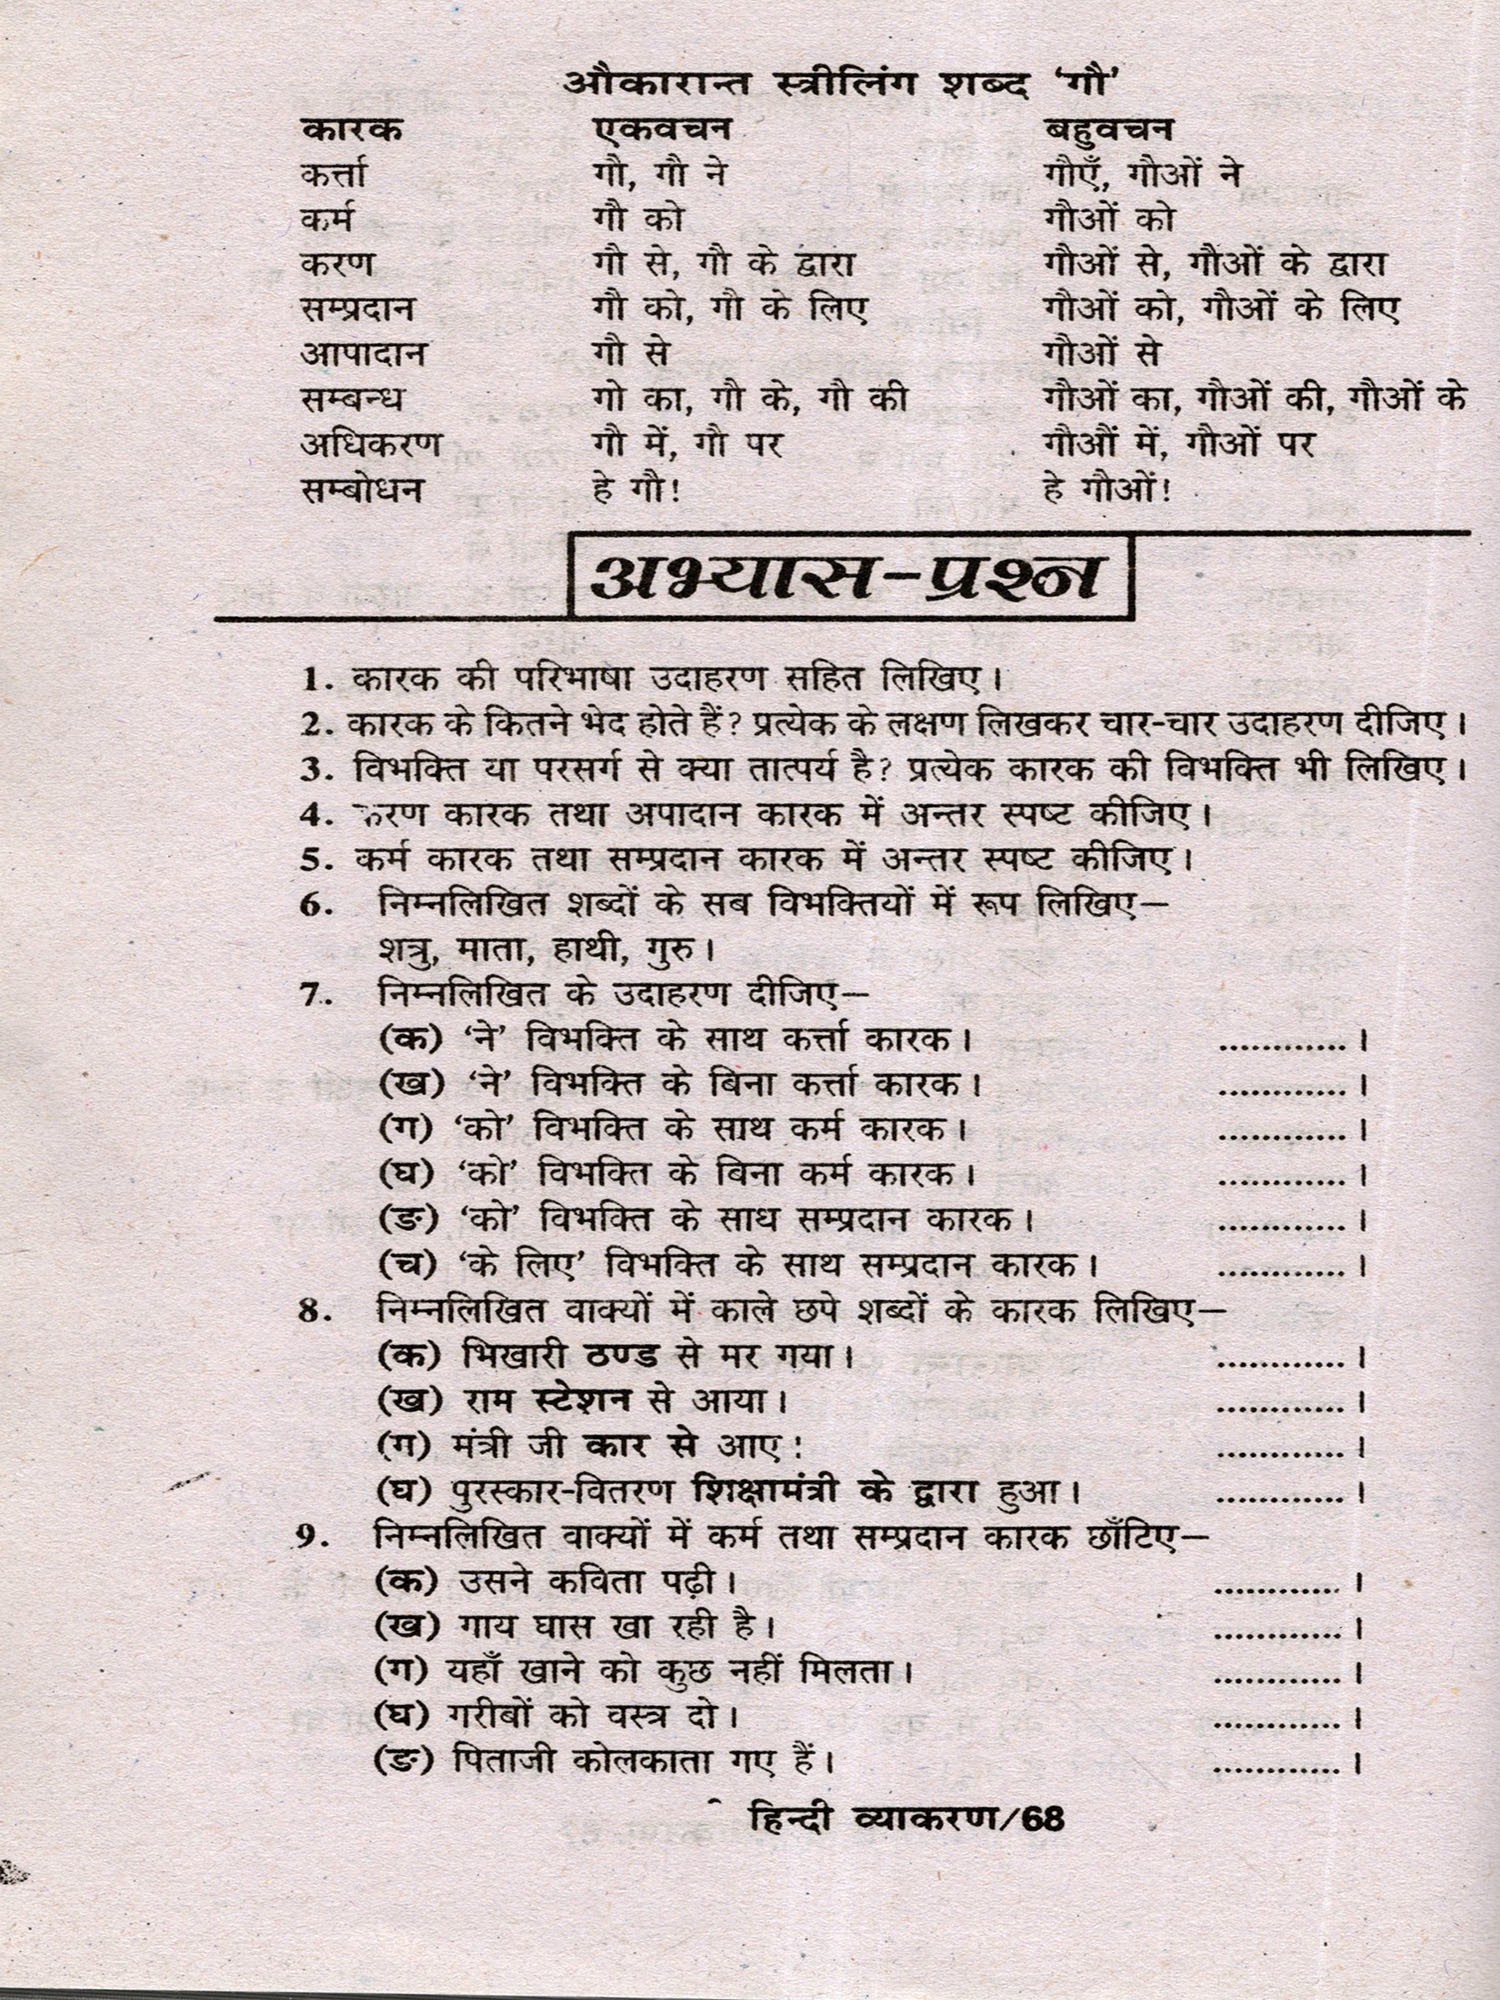 औकारान्त स्त्रीलिंग शब्द ‘गौ’
कारक एकवचन बहुवचन
कर्त्ता गौ, गौ ने गौएँ, गौओं ने
कर्म गौ को गौओं को
करण गौ से, गौ के द्वारा गौओं से, गौओं के द्वारा
सम्प्रदान गौ को, गौ के लिए गौओं को, गौओं के लिए
आपादान गौ से गौओं से
सम्बन्ध गो का, गौ के, गौ की गौओं का, गौओं की, गौओं के
अधिकरण गौ में, गौ पर गौऔं में, गौओं पर
सम्बोधन हे गौ! हे गौओं!
अभ्यास-प्रश्न
1. कारक की परिभाषा उदाहरण सहित लिखिए।
2. कारक के कितने भेद होते हैं? प्रत्येक के लक्षण लिखकर चार-चार उदाहरण दीजिए।
3. विभक्ति या परसर्ग से क्या तात्पर्य है? प्रत्येक कारक की विभक्ति भी लिखिए।
4. करण कारक तथा अपादान कारक में अन्तर स्पष्ट कीजिए।
5. कर्म कारक तथा सम्प्रदान कारक में अन्तर स्पष्ट कीजिए।
6. निम्नलिखित शब्दों के सब विभक्तियों में रूप लिखिए—
शत्रु, माता, हाथी, गुरु।
7. निम्नलिखित के उदाहरण दीजिए—
(क) ‘ने’ विभक्ति के साथ कर्त्ता कारक। ............।
(ख) ‘ने’ विभक्ति के बिना कर्त्ता कारक। ............।
(ग) ‘को’ विभक्ति के साथ कर्म कारक। ............।
(घ) ‘को’ विभक्ति के बिना कर्म कारक। ............।
(ङ) ‘को’ विभक्ति के साथ सम्प्रदान कारक। ............।
(च) ‘के लिए’ विभक्ति के साथ सम्प्रदान कारक। ............।
8. निम्नलिखित वाक्यों में काले छपे शब्दों के कारक लिखिए—
(क) भिखारी ठण्ड से मर गया। ............।
(ख) राम स्टेशन से आया। ............।
(ग) मंत्री जी कार से आए! ............।
(घ) पुरस्कार-वितरण शिक्षामंत्री के द्वारा हुआ। ............।
9. निम्नलिखित वाक्यों में कर्म तथा सम्प्रदान कारक छाँटिए—
(क) उसने कविता पढ़ी। ............।
(ख) गाय घास खा रही है। ............।
(ग) यहाँ खाने को कुछ नहीं मिलता। ............।
(घ) गरीबों को वस्त्र दो। ............।
(ङ) पिताजी कोलकाता गए हैं। ............।
हिन्दी व्याकरण/68